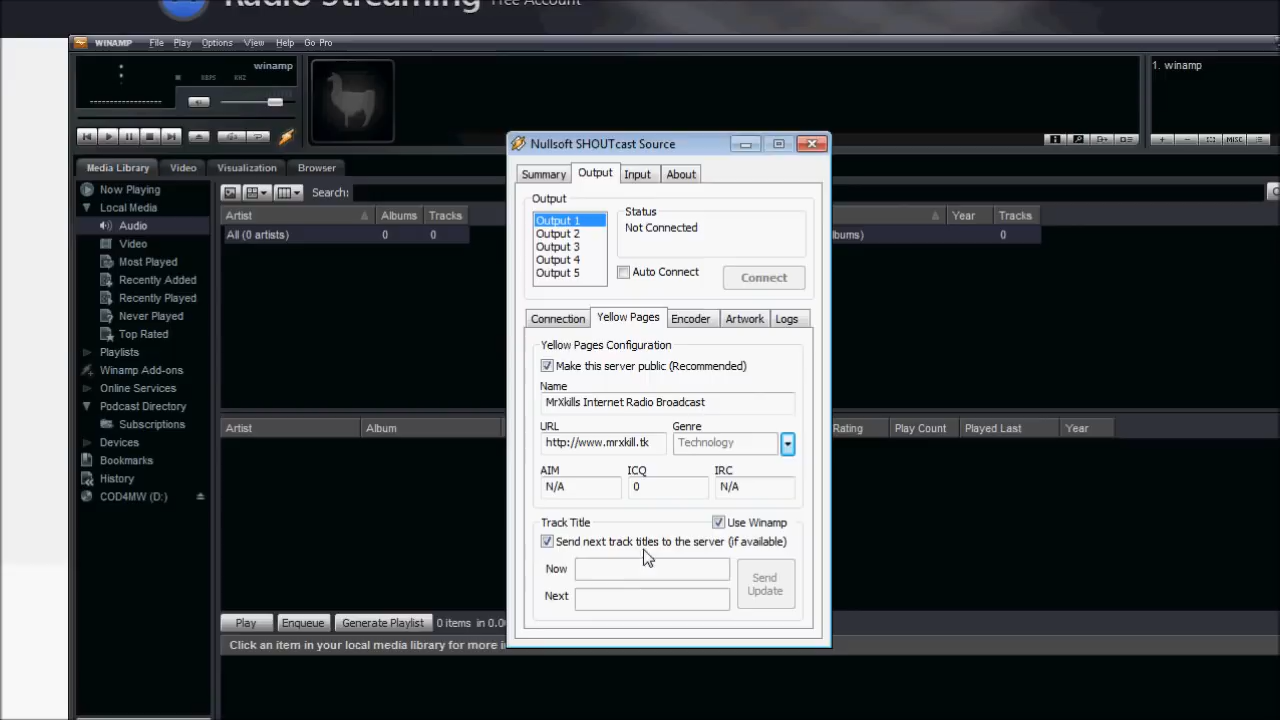 Radio Streaming Free Account
WINAMP File Play Options View Help Go Pro
winamp
KBPS KHZ
1. winamp
MISC
Media Library Video Visualization Browser
Now Playing
Local Media
Audio
Video
Most Played
Recently Added
Recently Played
Never Played
Top Rated
Playlists
Winamp Add-ons
Online Services
Podcast Directory
Subscriptions
Devices
Bookmarks
History
COD4MW (D:)
Search:
Artist Albums Tracks
All (0 artists) 0 0
Year Tracks
0
Artist Album
Rating Play Count Played Last Year
Play Enqueue Generate Playlist 0 items in
Click an item in your local media library for more
Nullsoft SHOUTcast Source
Summary Output Input About
Output
Output 1
Output 2
Output 3
Output 4
Output 5
Status
Not Connected
Auto Connect Connect
Connection Yellow Pages Encoder Artwork Logs
Yellow Pages Configuration
Make this server public (Recommended)
Name
MrXkills Internet Radio Broadcast
URL Genre
http://www.mrxkill.tk Technology
AIM ICQ IRC
N/A 0 N/A
Track Title Use Winamp
Send next track titles to the server (if available)
Now
Next
Send
Update